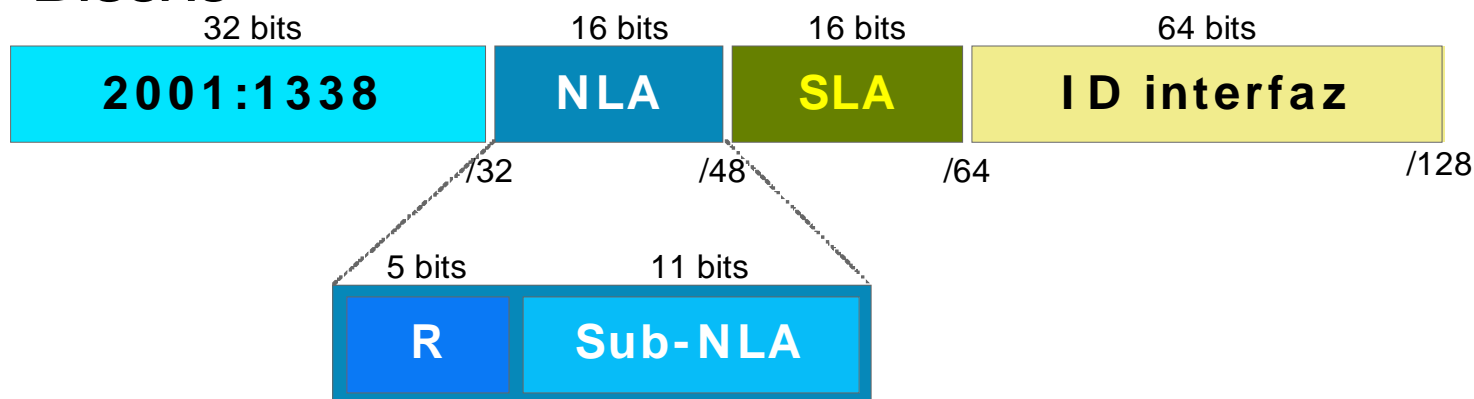 32 bits 16 bits 16 bits 64 bits
2001:1338 NLA SLA ID interfaz
/32 /48 /64 /128
5 bits 11 bits
R Sub-NLA